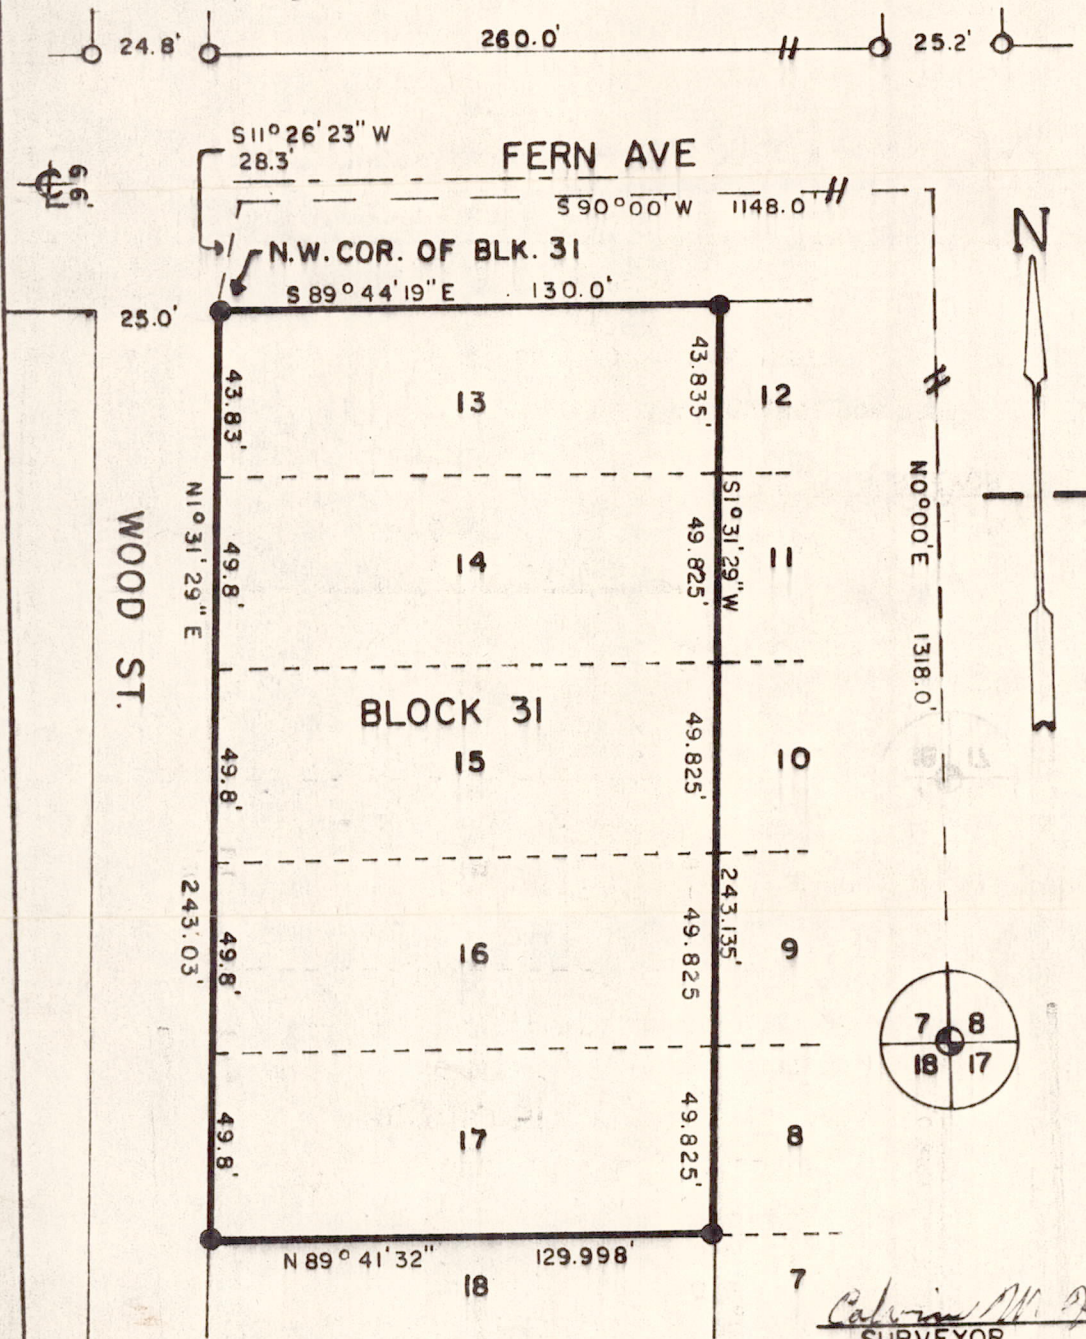 24.8'
260.0'
25.2'
S11°26'23"W
28.3'
FERN AVE
9.9'
S 90°00'W 1148.0'
N.W. COR. OF BLK. 31
S 89°44'19"E 130.0'
N
25.0'
43.83'
13
43.835'
12
N1°31'29"E
WOOD ST.
49.8'
14
49.825'
S1°31'29"W
11
N0°00'E 1318.0'
BLOCK 31
49.8'
15
49.825'
10
243.03'
49.8'
16
49.825
243.135'
9
7 8
18 17
49.8'
17
49.825'
8
N 89°41'32" 129.998'
18
7
Calvin M.
SURVEYOR